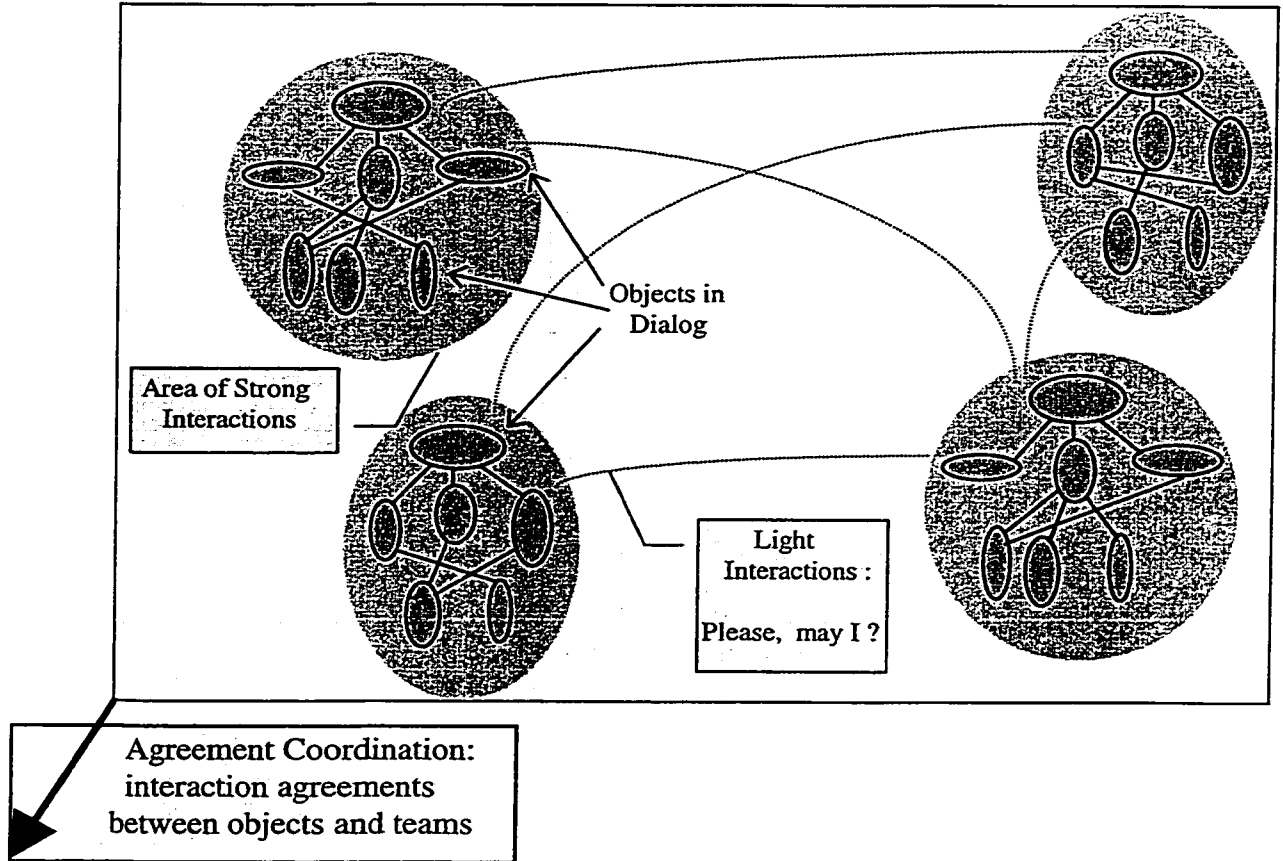 Objects in
Dialog
Area of Strong
Interactions
Light
Interactions :
Please, may I ?
Agreement Coordination:
interaction agreements
between objects and teams